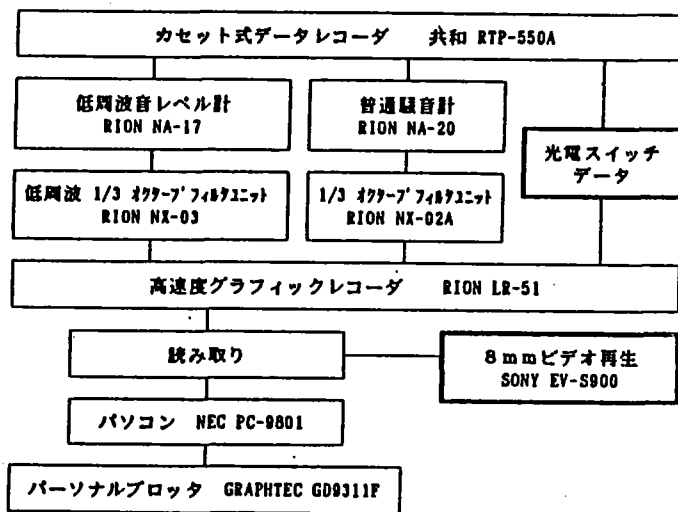 カセット式データレコーダ 共和 RTP-550A
低周波音レベル計
RION NA-17
普通騒音計
RION NA-20
光電スイッチ
データ
低周波 1/3 オクターブフィルタユニット
RION NX-03
1/3 オクターブフィルタユニット
RION NX-02A
高速度グラフィックレコーダ RION LR-51
読み取り
8mmビデオ再生
SONY EV-S900
パソコン NEC PC-9801
パーソナルプロッタ GRAPHTEC GD9311F